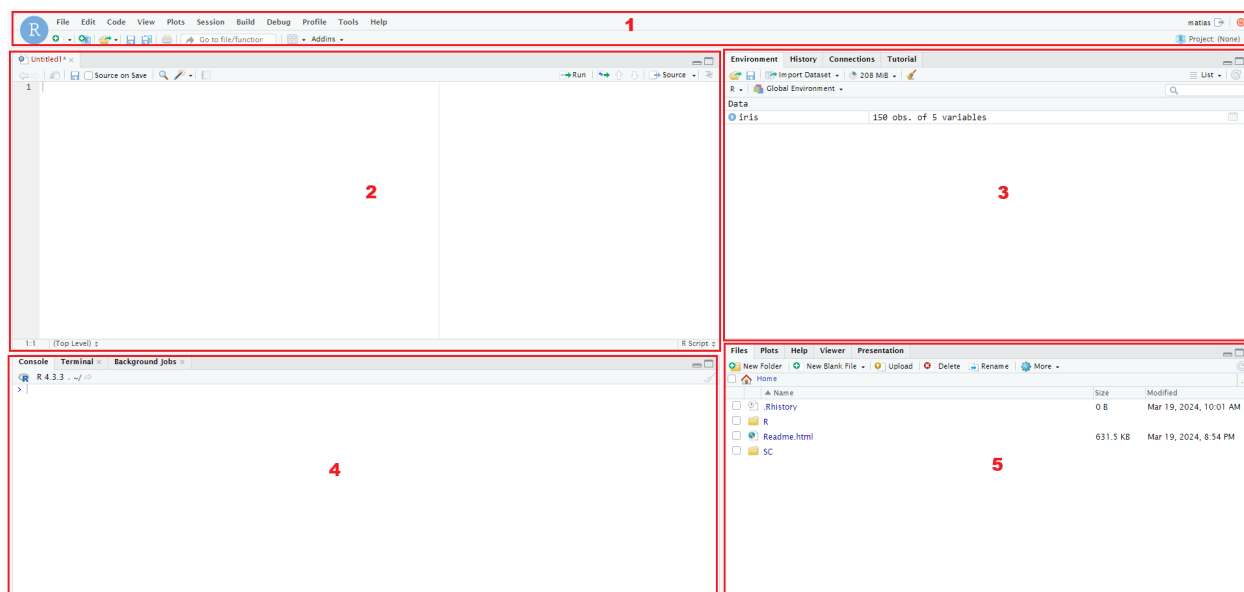 R File Edit Code View Plots Session Build Debug Profile Tools Help
1
matias
Go to file/function Addins
Project: (None)
Untitled1*
Source on Save Run Source
1
2
1:1 (Top Level) R Script
Environment History Connections Tutorial
Import Dataset 208 MiB List
R Global Environment
Data
iris 150 obs. of 5 variables
3
Console Terminal Background Jobs
R R 4.3.3 . ~/
>
4
Files Plots Help Viewer Presentation
New Folder New Blank File Upload Delete Rename More
Home
Name Size Modified
.Rhistory 0 B Mar 19, 2024, 10:01 AM
R
Readme.html 631.5 KB Mar 19, 2024, 8:54 PM
SC
5